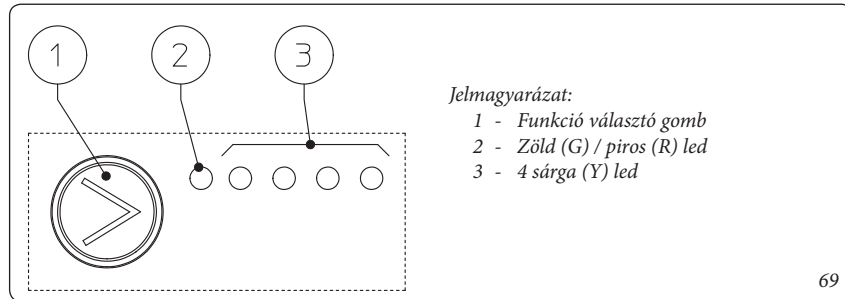 1 2 3
Jelmagyarázat:
1 - Funkció választó gomb
2 - Zöld (G) / piros (R) led
3 - 4 sárga (Y) led
69